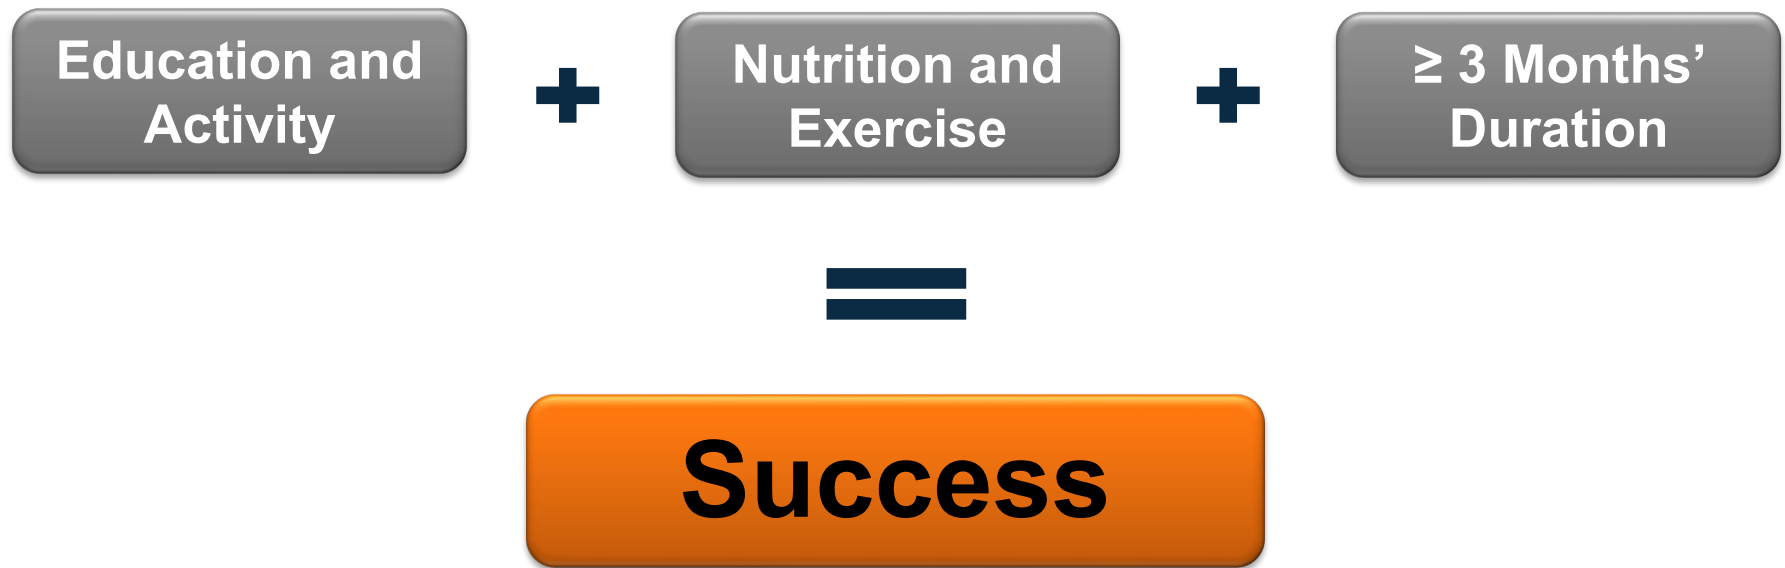 Education and
Activity
+
Nutrition and
Exercise
+
≥ 3 Months’
Duration
=
Success